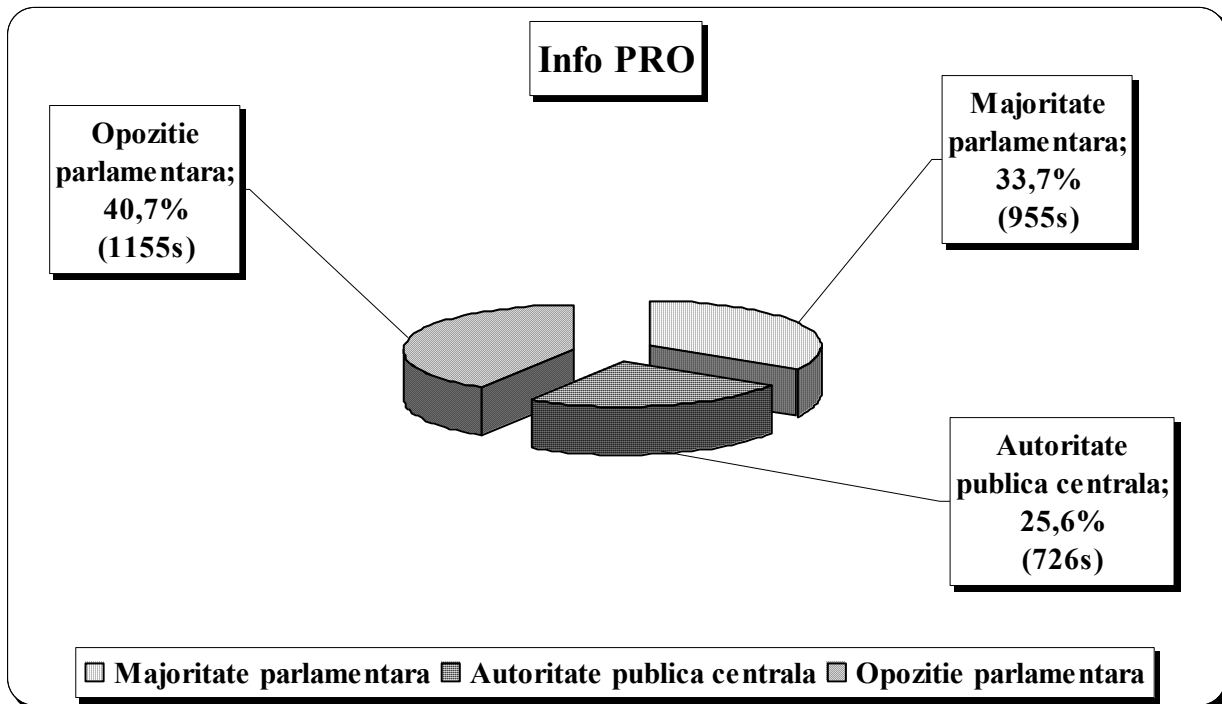 Info PRO
Opozitie
parlamentara;
40,7%
(1155s)
Majoritate
parlamentara;
33,7%
(955s)
Autoritate
publica centrala;
25,6%
(726s)
Majoritate parlamentara Autoritate publica centrala Opozitie parlamentara